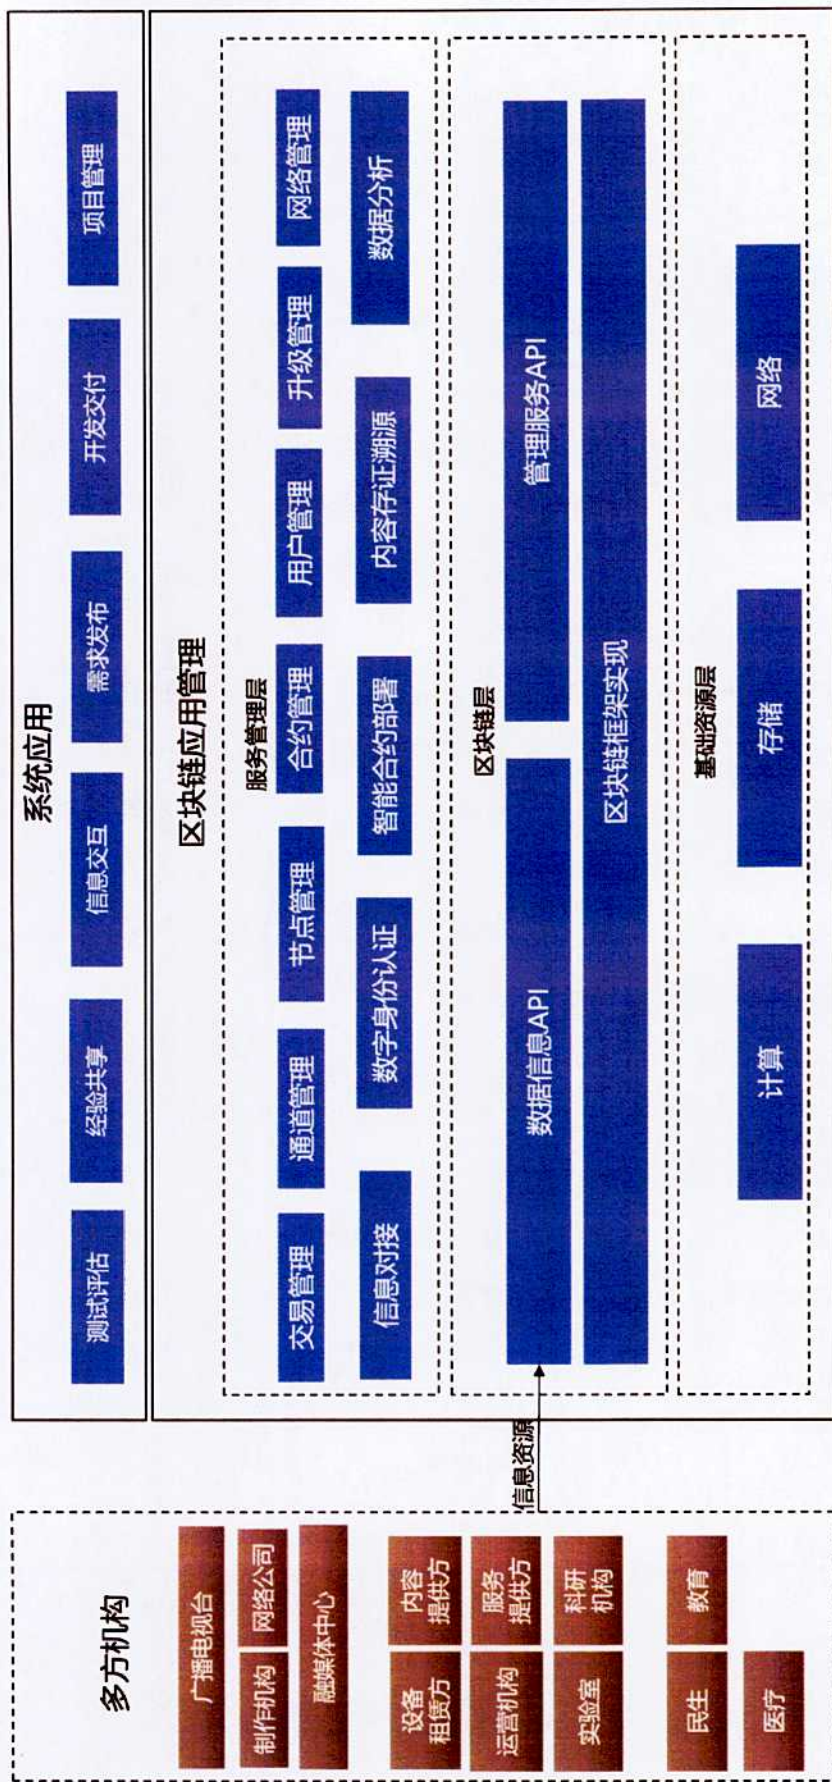 多方机构
广播电视台
制作机构
网络公司
融媒体中心
设备
租赁方
内容
提供方
运营机构
服务
提供方
实验室
科研
机构
民生
教育
医疗
信息资源
系统应用
测试评估
经验共享
信息交互
需求发布
开发交付
项目管理
区块链应用管理
服务管理层
交易管理
通道管理
节点管理
合约管理
用户管理
升级管理
网络管理
信息对接
数字身份认证
智能合约部署
内容存证溯源
数据分析
区块链层
数据信息API
管理服务API
区块链框架实现
基础资源层
计算
存储
网络